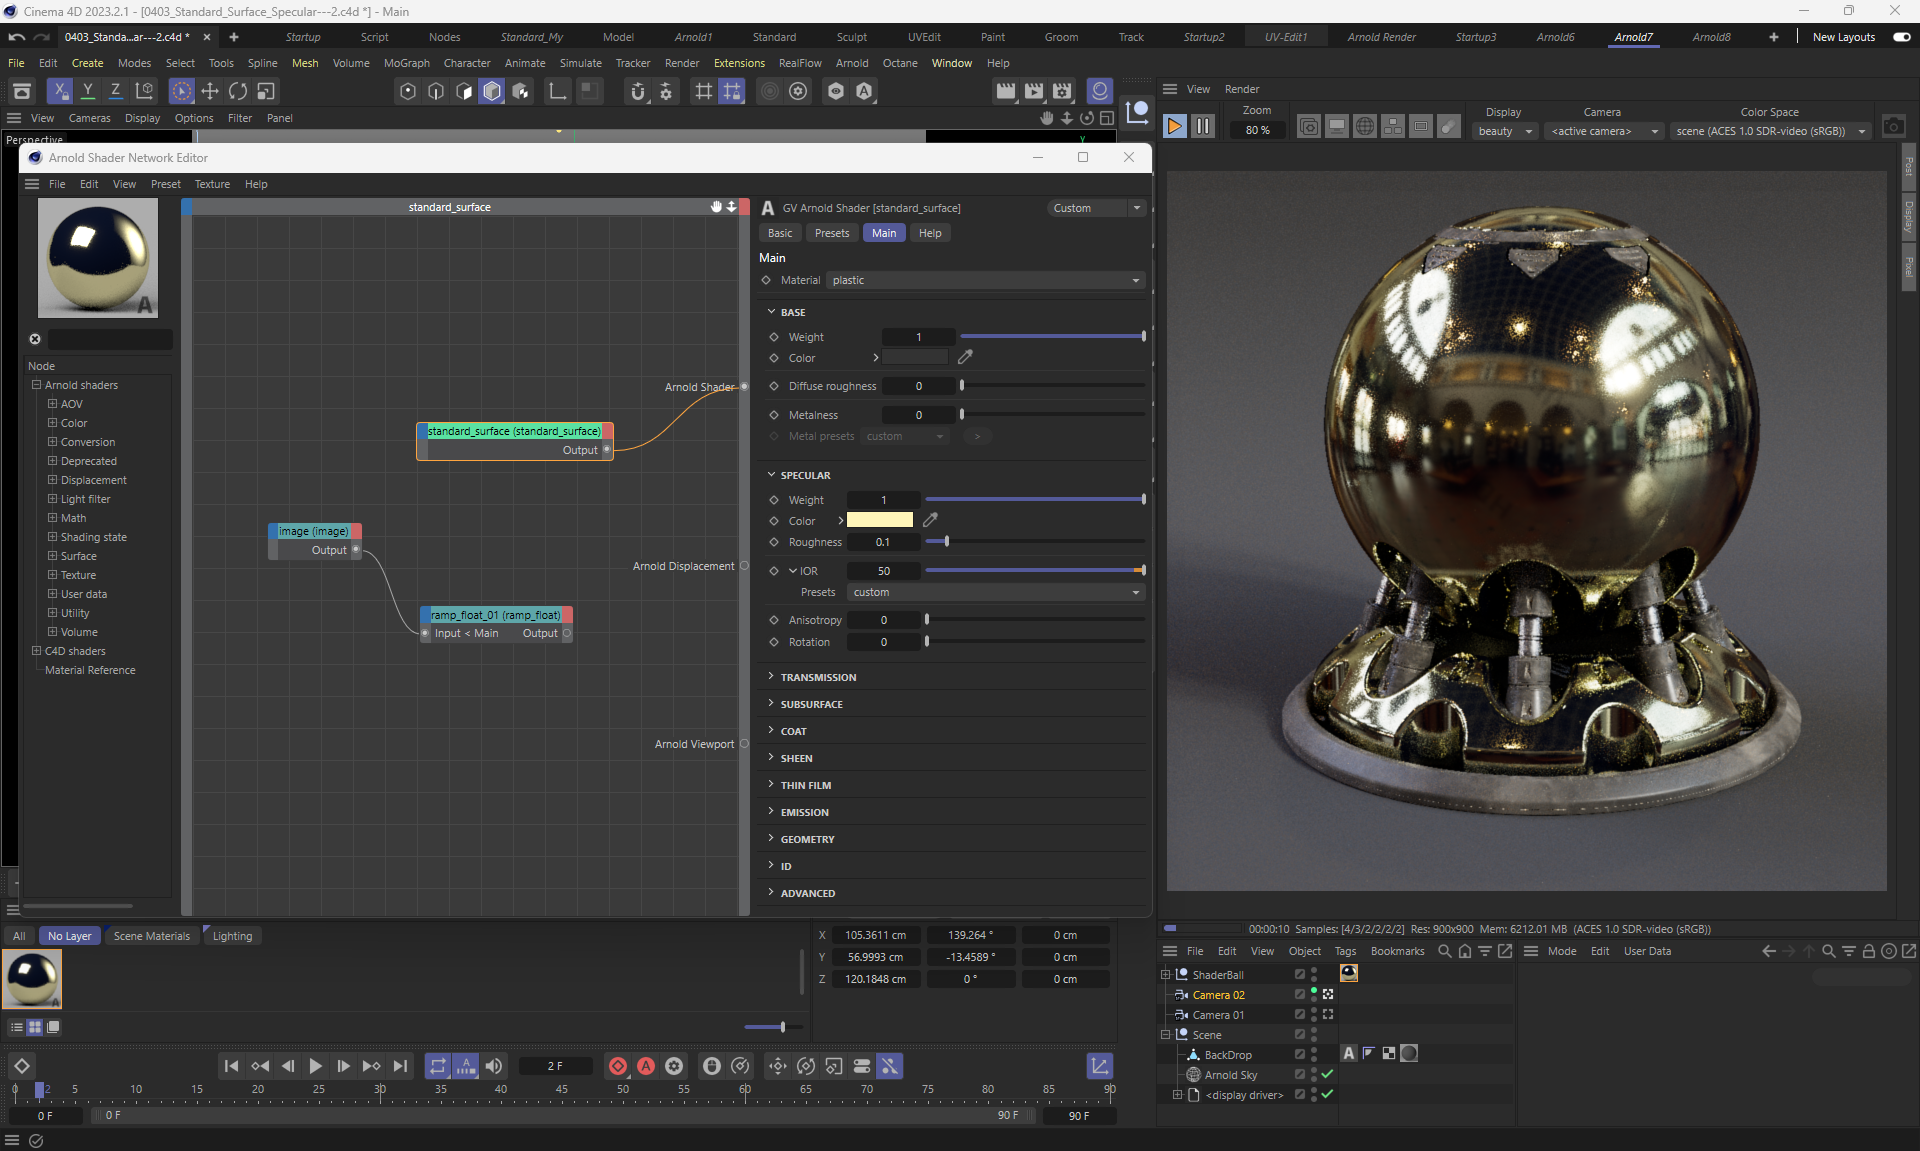 Cinema 4D 2023.2.1 - [0403_Standard_Surface_Specular---2.c4d *] - Main
0403_Standa...ar---2.c4d *
Startup Script Nodes Standard_My Model Arnold1 Standard Sculpt UVEdit Paint Groom Track Startup2 UV-Edit1 Arnold Render Startup3 Arnold6 Arnold7 Arnold8 New Layouts
File Edit Create Modes Select Tools Spline Mesh Volume MoGraph Character Animate Simulate Tracker Render Extensions RealFlow Arnold Octane Window Help
X Y Z
View Cameras Display Options Filter Panel
Perspective
Y
Arnold Shader Network Editor
File Edit View Preset Texture Help
Node
Arnold shaders
AOV
Color
Conversion
Deprecated
Displacement
Light filter
Math
Shading state
Surface
Texture
User data
Utility
Volume
C4D shaders
Material Reference
standard_surface
Arnold Shader
standard_surface (standard_surface)
Output
image (image)
Output
Arnold Displacement
ramp_float_01 (ramp_float)
Input < Main Output
Arnold Viewport
GV Arnold Shader [standard_surface]
Custom
Basic Presets Main Help
Main
Material plastic
BASE
Weight 1
Color
Diffuse roughness 0
Metalness 0
Metal presets custom >
SPECULAR
Weight 1
Color
Roughness 0.1
IOR 50
Presets custom
Anisotropy 0
Rotation 0
TRANSMISSION
SUBSURFACE
COAT
SHEEN
THIN FILM
EMISSION
GEOMETRY
ID
ADVANCED
View Render
Zoom
80 %
Display
beauty
Camera
<active camera>
Color Space
scene (ACES 1.0 SDR-video (sRGB))
Post
Display
Pixel
00:00:10 Samples: [4/3/2/2/2/2] Res: 900x900 Mem: 6212.01 MB (ACES 1.0 SDR-video (sRGB))
All No Layer Scene Materials Lighting
X 105.3611 cm 139.264 ° 0 cm
Y 56.9993 cm -13.4589 ° 0 cm
Z 120.1848 cm 0 ° 0 cm
File Edit View Object Tags Bookmarks
ShaderBall
Camera 02
Camera 01
Scene
BackDrop
Arnold Sky
<display driver>
Mode Edit User Data
2 F
0 2 5 10 15 20 25 30 35 40 45 50 55 60 65 70 75 80 85 90
0 F 0 F 90 F 90 F